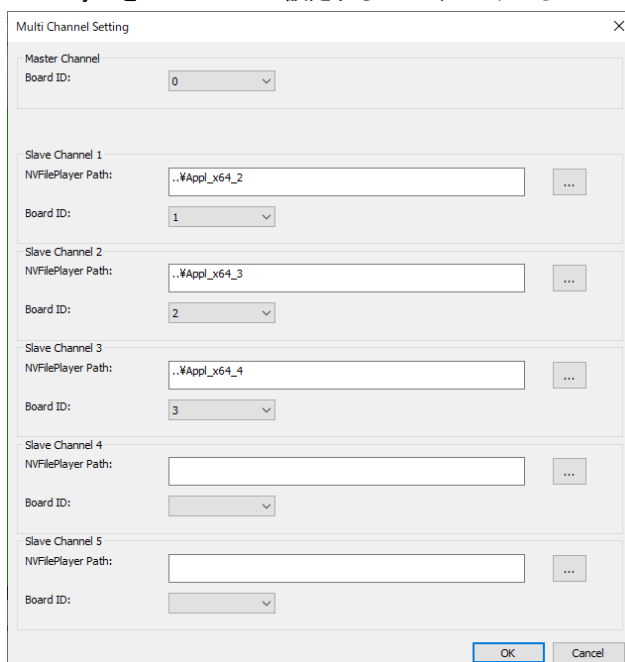 Multi Channel Setting
Master Channel
Board ID:
0
Slave Channel 1
NVFilePlayer Path:
..¥Appl_x64_2
...
Board ID:
1
Slave Channel 2
NVFilePlayer Path:
..¥Appl_x64_3
...
Board ID:
2
Slave Channel 3
NVFilePlayer Path:
..¥Appl_x64_4
...
Board ID:
3
Slave Channel 4
NVFilePlayer Path:
...
Board ID:
Slave Channel 5
NVFilePlayer Path:
...
Board ID:
OK Cancel